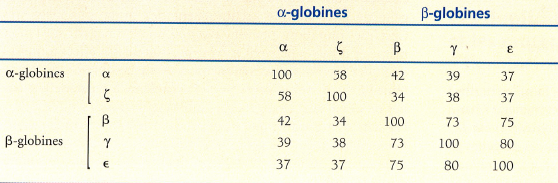 α-globines β-globines
α ζ β γ ε
α-globines α 100 58 42 39 37
ζ 58 100 34 38 37
β 42 34 100 73 75
β-globines γ 39 38 73 100 80
ϵ 37 37 75 80 100